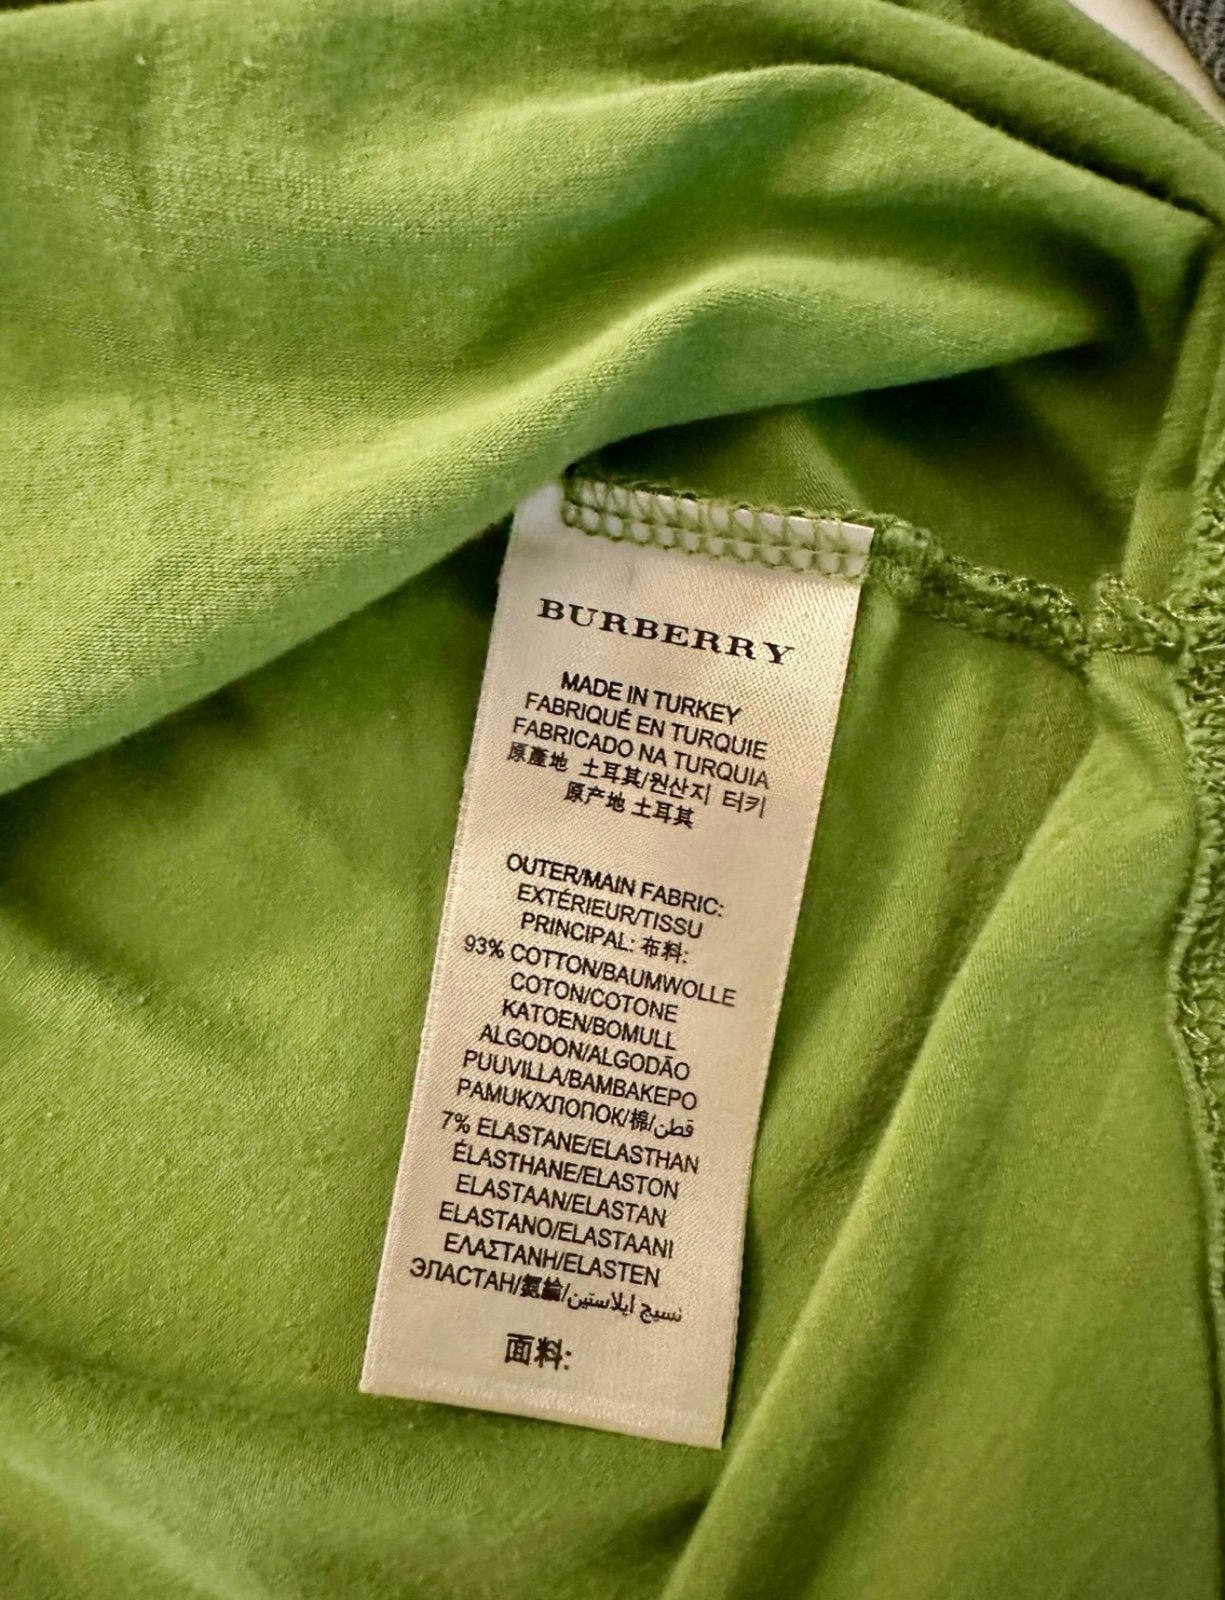 BURBERRY
MADE IN TURKEY
FABRIQUÉ EN TURQUIE
FABRICADO NA TURQUIA
原產地 土耳其/원산지 터키
原产地 土耳其
OUTER/MAIN FABRIC:
EXTÉRIEUR/TISSU
PRINCIPAL: 布料:
93% COTTON/BAUMWOLLE
COTON/COTONE
KATOEN/BOMULL
ALGODON/ALGODÃO
PUUVILLA/BAMBAKEPO
PAMUK/ХЛОПОК/棉/قطن
7% ELASTANE/ELASTHAN
ÉLASTHANE/ELASTON
ELASTAAN/ELASTAN
ELASTANO/ELASTAANI
ΕΛΑΣΤΑΝΗ/ELASTEN
ЭЛАСТАН/氨綸/نسيج ايلاستين
面料: